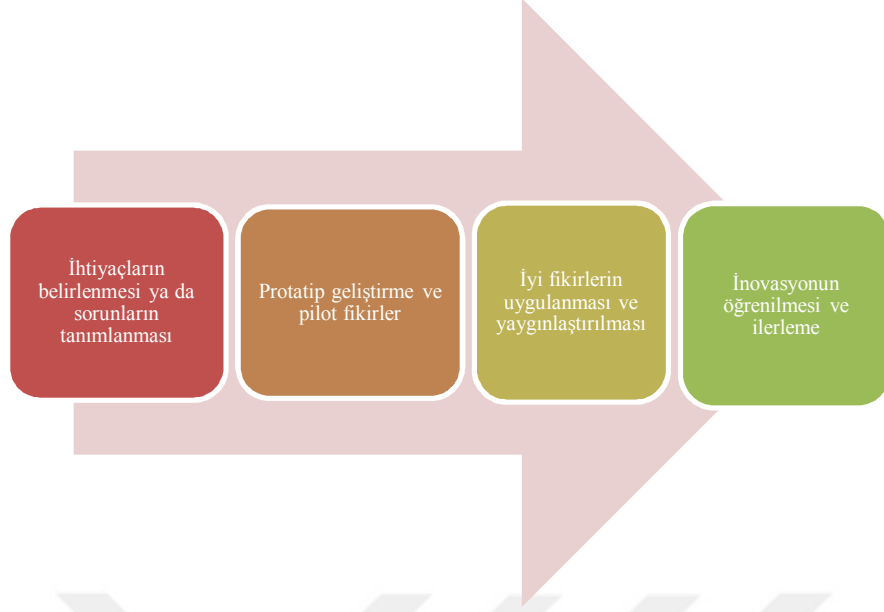 İhtiyaçların
belirlenmesi ya da
sorunların
tanımlanması
Protatip geliştirme ve
pilot fikirler
İyi fikirlerin
uygulanması ve
yaygınlaştırılması
İnovasyonun
öğrenilmesi ve
ilerleme